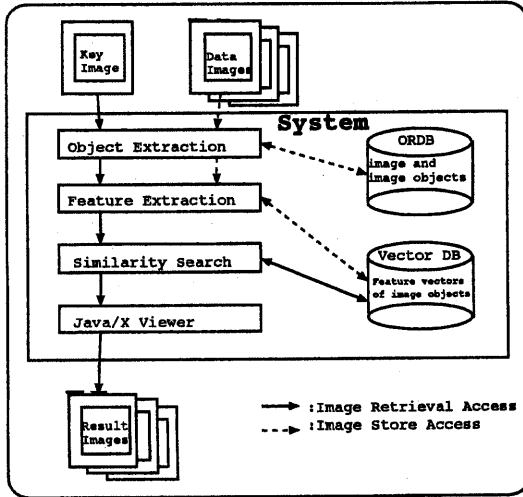 Key
Image
Data
Images
System
Object Extraction
ORDB
image and
image objects
Feature Extraction
Similarity Search
Vector DB
Feature vectors
of image objects
Java/X Viewer
Result
Images
:Image Retrieval Access
:Image Store Access